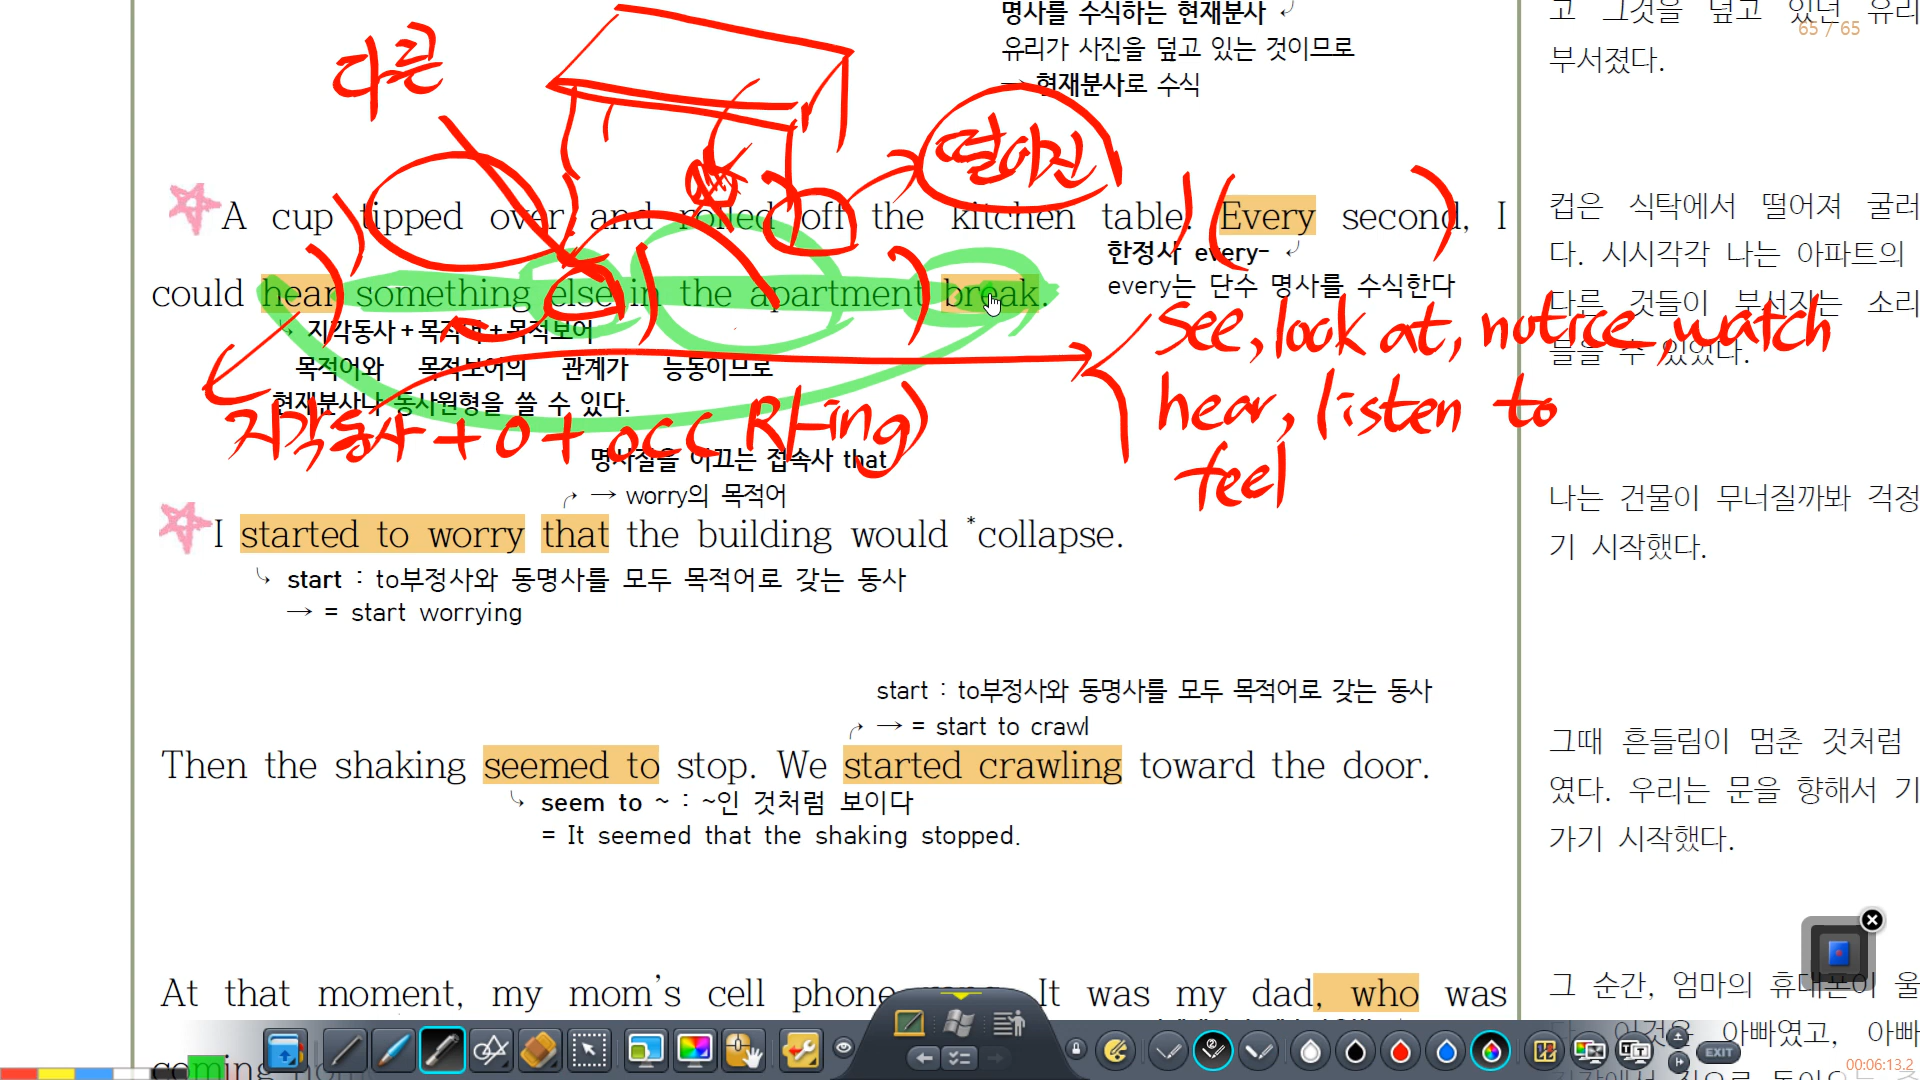 명사를 수식하는 현재분사
유리가 사진을 덮고 있는 것이므로
→ 현재분사로 수식
고 그것을 덮고 있던 유리
부서졌다.
65 / 65
다른
떨어진
A cup tipped over and rolled off the kitchen table. Every second, I
한정사 every-
every는 단수 명사를 수식한다
could hear something else in the apartment break.
지각동사+목적어+목적보어
목적어와 목적보어의 관계가 능동이므로
현재분사나 동사원형을 쓸 수 있다.
지각동사 + O + occ R/-ing)
see, look at, notice, watch
hear, listen to
feel
컵은 식탁에서 떨어져 굴러
다. 시시각각 나는 아파트의
다른 것들이 부서지는 소리
들을 수 있었다.
명사절을 이끄는 접속사 that
→ worry의 목적어
I started to worry that the building would *collapse.
start : to부정사와 동명사를 모두 목적어로 갖는 동사
→ = start worrying
나는 건물이 무너질까봐 걱정
기 시작했다.
start : to부정사와 동명사를 모두 목적어로 갖는 동사
→ = start to crawl
Then the shaking seemed to stop. We started crawling toward the door.
seem to ~ : ~인 것처럼 보이다
= It seemed that the shaking stopped.
그때 흔들림이 멈춘 것처럼
였다. 우리는 문을 향해서 기
가기 시작했다.
At that moment, my mom's cell phone It was my dad, who was
coming
그 순간, 엄마의 휴대폰이 울
이것은 아빠였고, 아빠
EXIT
00:06:13.2